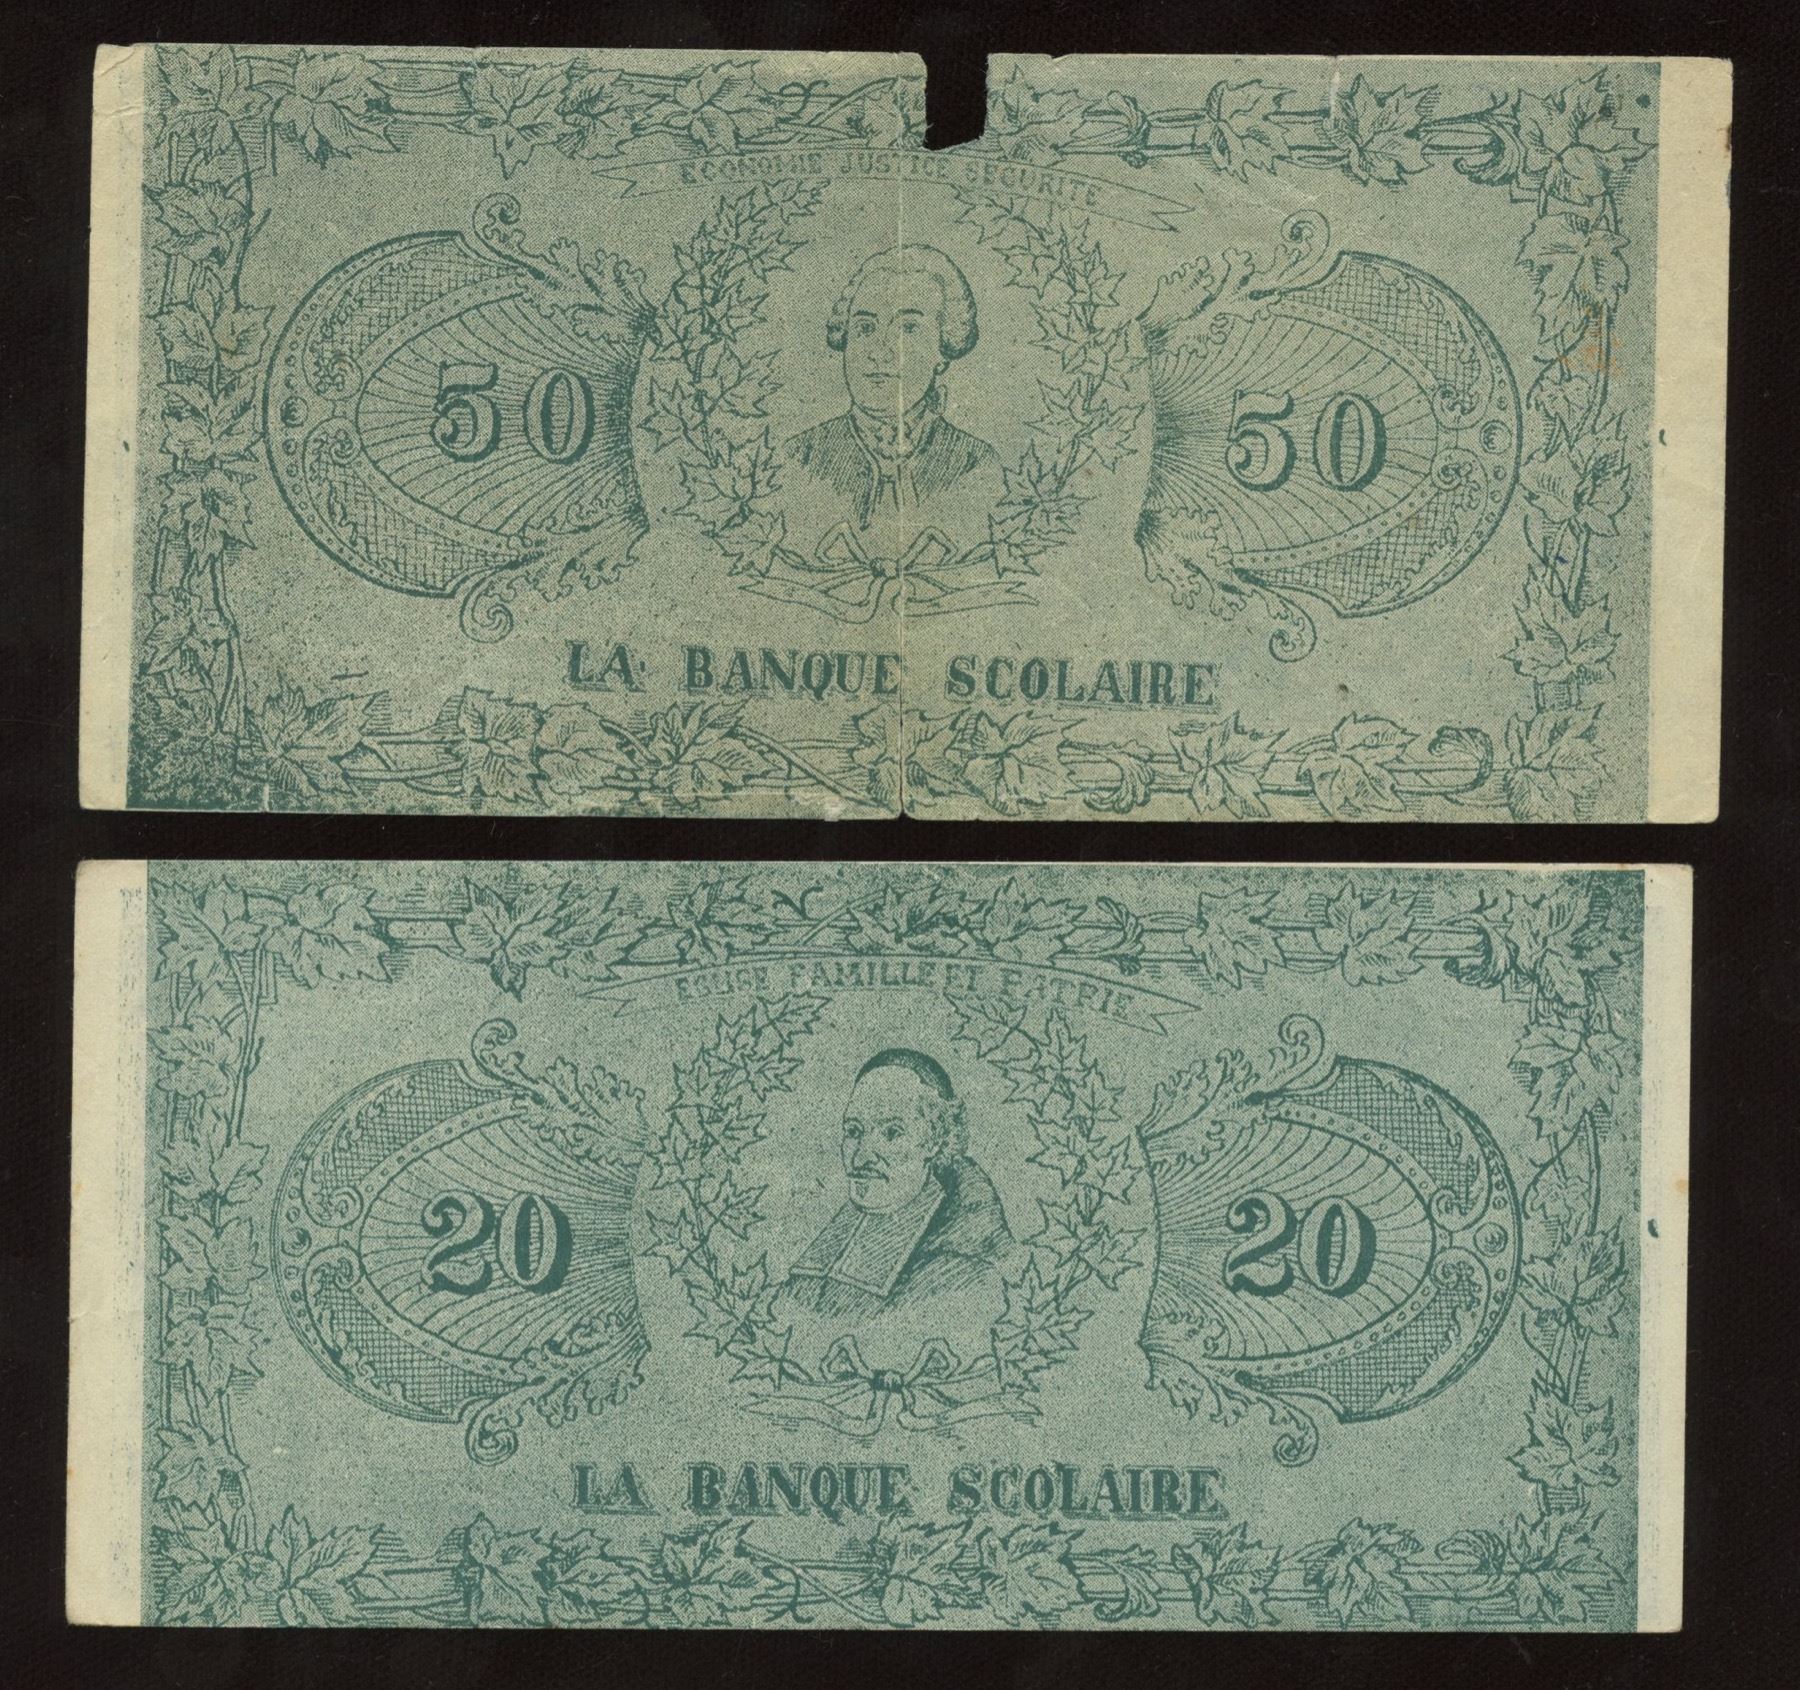 ECONOMIE JUSTICE SECURITE
50 50
LA BANQUE SCOLAIRE
EGLISE FAMILLE ET PATRIE
20 20
LA BANQUE SCOLAIRE